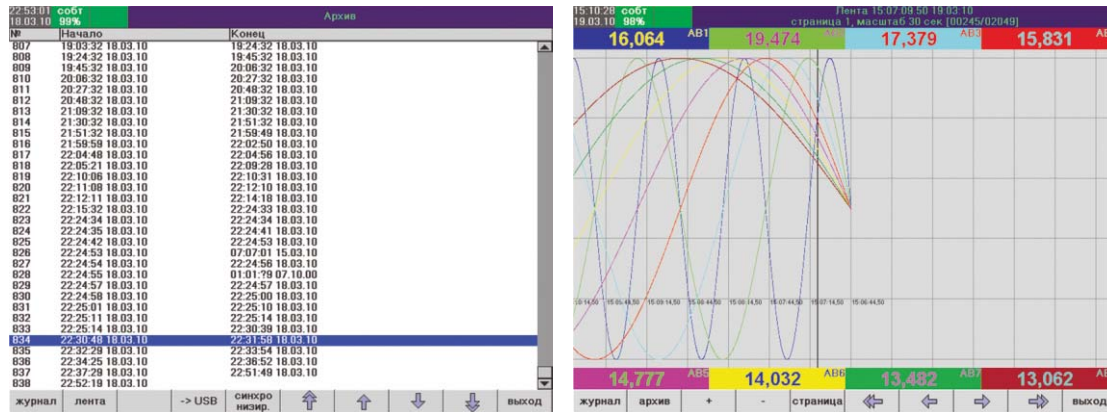 22:53:01 собт
18.03.10 99%
Архив
№ Начало Конец
807 19:03:32 18.03.10 19:24:32 18.03.10
808 19:24:32 18.03.10 19:45:32 18.03.10
809 19:45:32 18.03.10 20:06:32 18.03.10
810 20:06:32 18.03.10 20:27:32 18.03.10
811 20:27:32 18.03.10 20:48:32 18.03.10
812 20:48:32 18.03.10 21:09:32 18.03.10
813 21:09:32 18.03.10 21:30:32 18.03.10
814 21:30:32 18.03.10 21:51:32 18.03.10
815 21:51:32 18.03.10 21:59:49 18.03.10
816 21:59:59 18.03.10 22:02:50 18.03.10
817 22:04:48 18.03.10 22:04:56 18.03.10
818 22:05:21 18.03.10 22:09:28 18.03.10
819 22:10:06 18.03.10 22:10:31 18.03.10
820 22:11:08 18.03.10 22:12:10 18.03.10
821 22:12:11 18.03.10 22:14:18 18.03.10
822 22:15:32 18.03.10 22:24:33 18.03.10
823 22:24:34 18.03.10 22:24:34 18.03.10
824 22:24:35 18.03.10 22:24:41 18.03.10
825 22:24:42 18.03.10 22:24:53 18.03.10
826 22:24:53 18.03.10 07:07:01 15.03.10
827 22:24:54 18.03.10 22:24:56 18.03.10
828 22:24:55 18.03.10 01:01:?9 07.10.00
829 22:24:57 18.03.10 22:24:57 18.03.10
830 22:24:58 18.03.10 22:25:00 18.03.10
831 22:25:01 18.03.10 22:25:10 18.03.10
832 22:25:11 18.03.10 22:25:14 18.03.10
833 22:25:14 18.03.10 22:30:39 18.03.10
834 22:30:48 18.03.10 22:31:58 18.03.10
835 22:32:29 18.03.10 22:33:54 18.03.10
836 22:34:25 18.03.10 22:36:52 18.03.10
837 22:37:29 18.03.10 22:51:49 18.03.10
838 22:52:19 18.03.10
журнал лента -> USB синхро
низир. выход
15:10:28 собт
19.03.10 98%
Лента 15:07:09.50 19.03.10
страница 1, масштаб 30 сек [00245/02049]
16,064 AB1 19,474 17,379 AB3 15,831
14,777 AB5 14,032 AB6 13,482 AB7 13,062
журнал архив + - страница выход